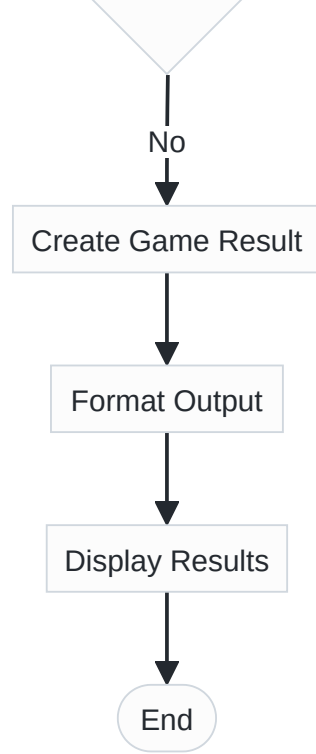 No
Create Game Result
Format Output
Display Results
End